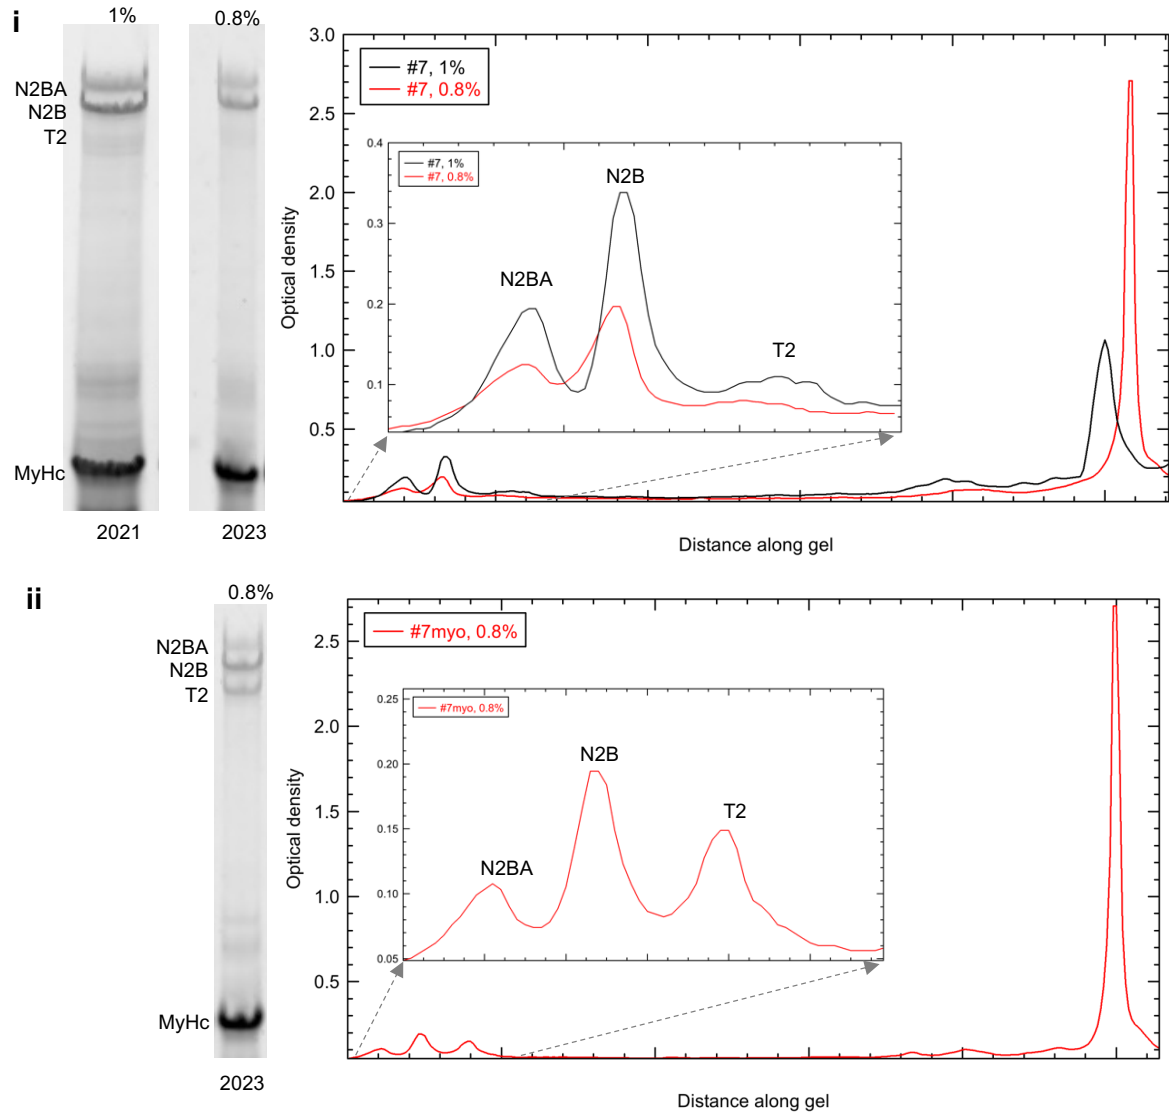 i
1%
0.8%
N2BA
N2B
T2
MyHc
2021
2023
#7, 1%
#7, 0.8%
3.0
2.5
2.0
1.5
1.0
0.5
Optical density
Distance along gel
#7, 1%
#7, 0.8%
0.4
0.3
0.2
0.1
N2BA
N2B
T2
ii
0.8%
N2BA
N2B
T2
MyHc
2023
#7myo, 0.8%
2.5
2.0
1.5
1.0
0.5
Optical density
Distance along gel
#7myo, 0.8%
0.25
0.20
0.15
0.10
0.05
N2BA
N2B
T2